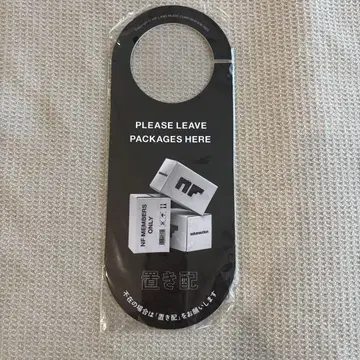 PLEASE LEAVE
PACKAGES HERE
NF
NF MEMBERS
ONLY
置き配
不在の場合は「置き配」をお願いします